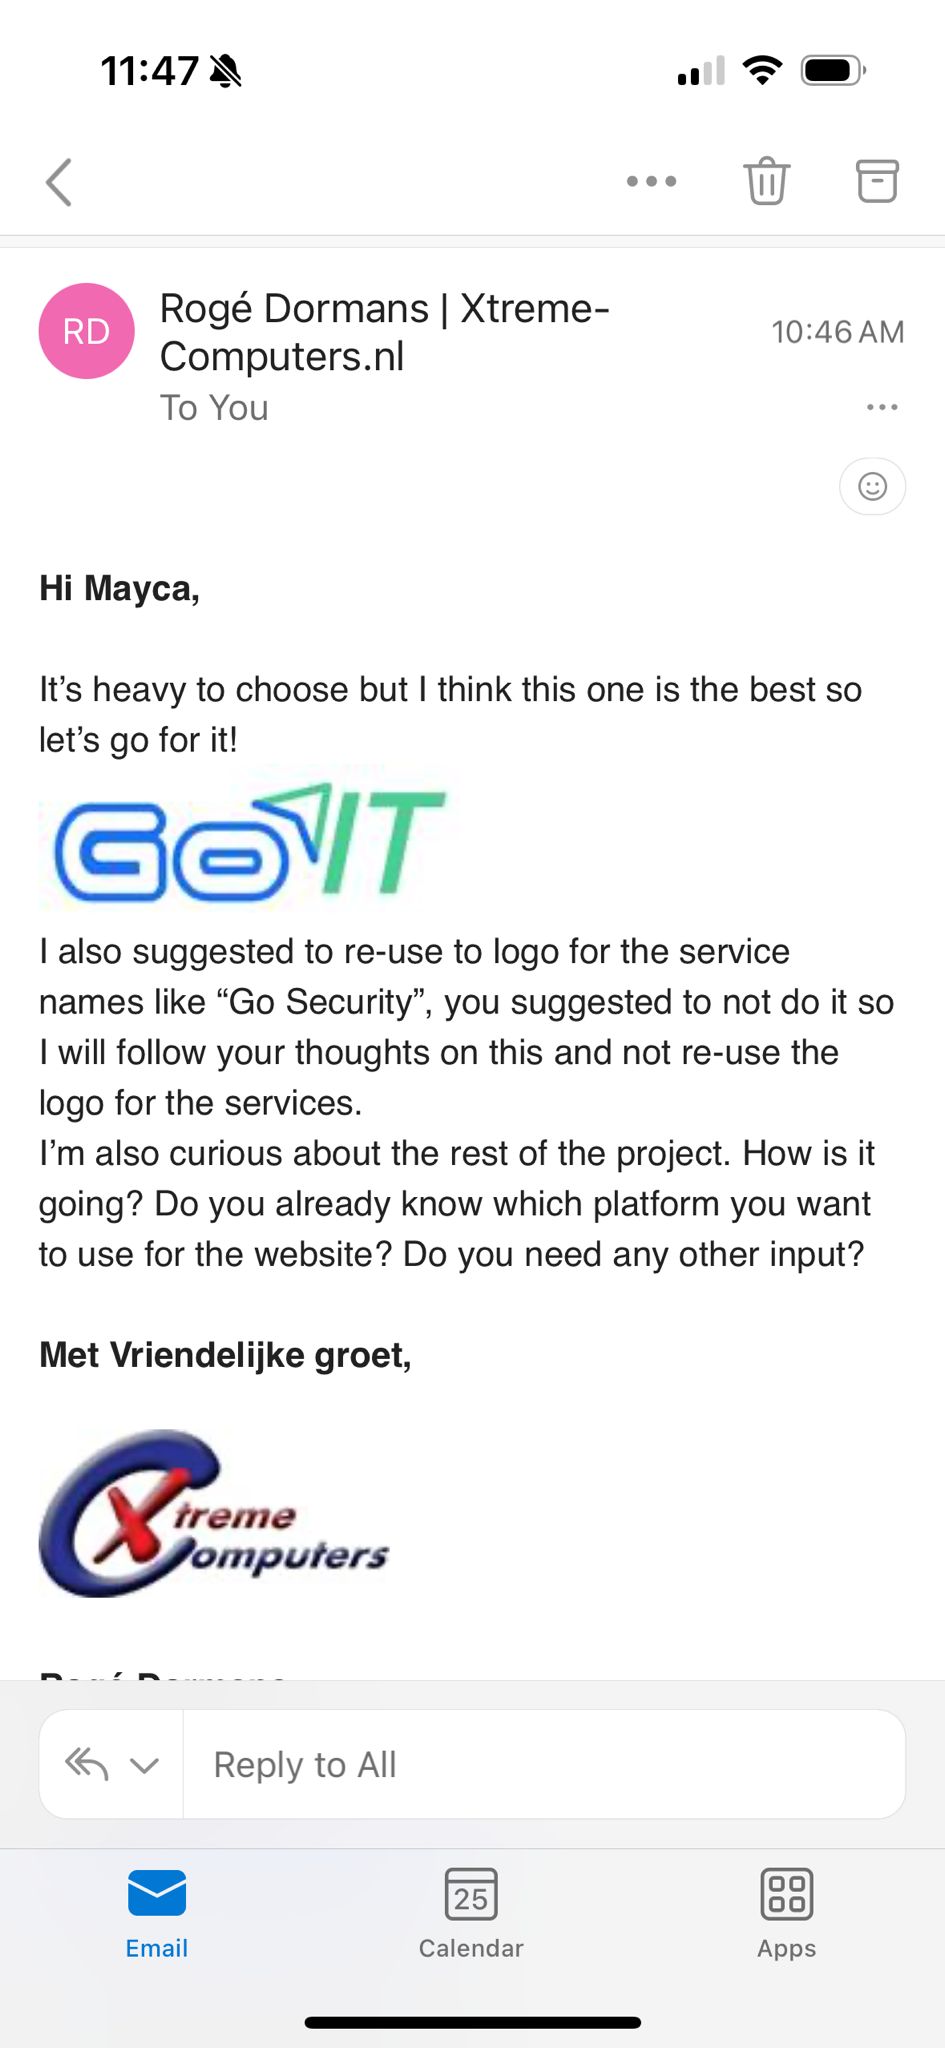 11:47
RD
Rogé Dormans | Xtreme-
Computers.nl
10:46 AM
To You
Hi Mayca,
It's heavy to choose but I think this one is the best so
let's go for it!
GoIT
I also suggested to re-use to logo for the service
names like “Go Security”, you suggested to not do it so
I will follow your thoughts on this and not re-use the
logo for the services.
I'm also curious about the rest of the project. How is it
going? Do you already know which platform you want
to use for the website? Do you need any other input?
Met Vriendelijke groet,
Xtreme
Computers
Rogé Dormans
Reply to All
25
Email
Calendar
Apps